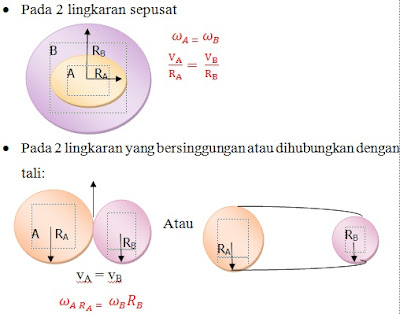 • Pada 2 lingkaran sepusat
B
R_B
A
R_A
ω_A = ω_B
V_A/R_A = V_B/R_B
• Pada 2 lingkaran yang bersinggungan atau dihubungkan dengan
tali:
A
R_A
R_B
Atau
R_A
R_B
v_A = v_B
ω_A R_A = ω_B R_B